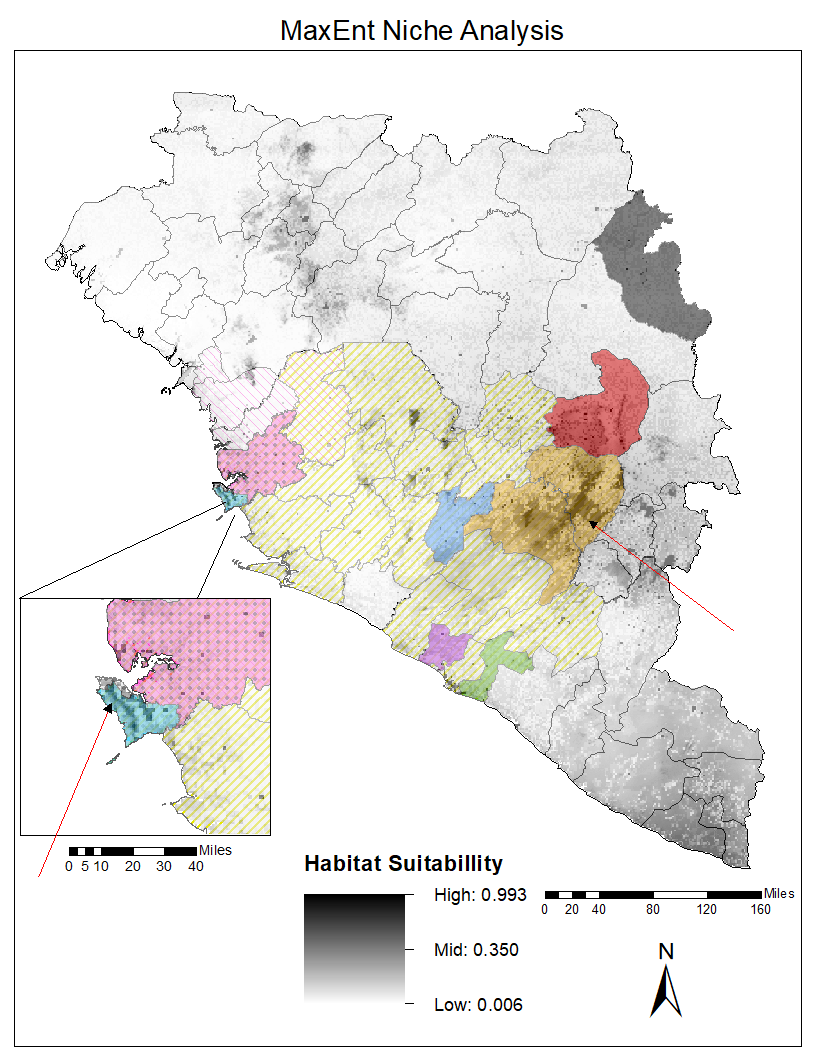 MaxEnt Niche Analysis
Miles
0 5 10 20 30 40
Habitat Suitabillity
High: 0.993
Mid: 0.350
Low: 0.006
Miles
0 20 40 80 120 160
N